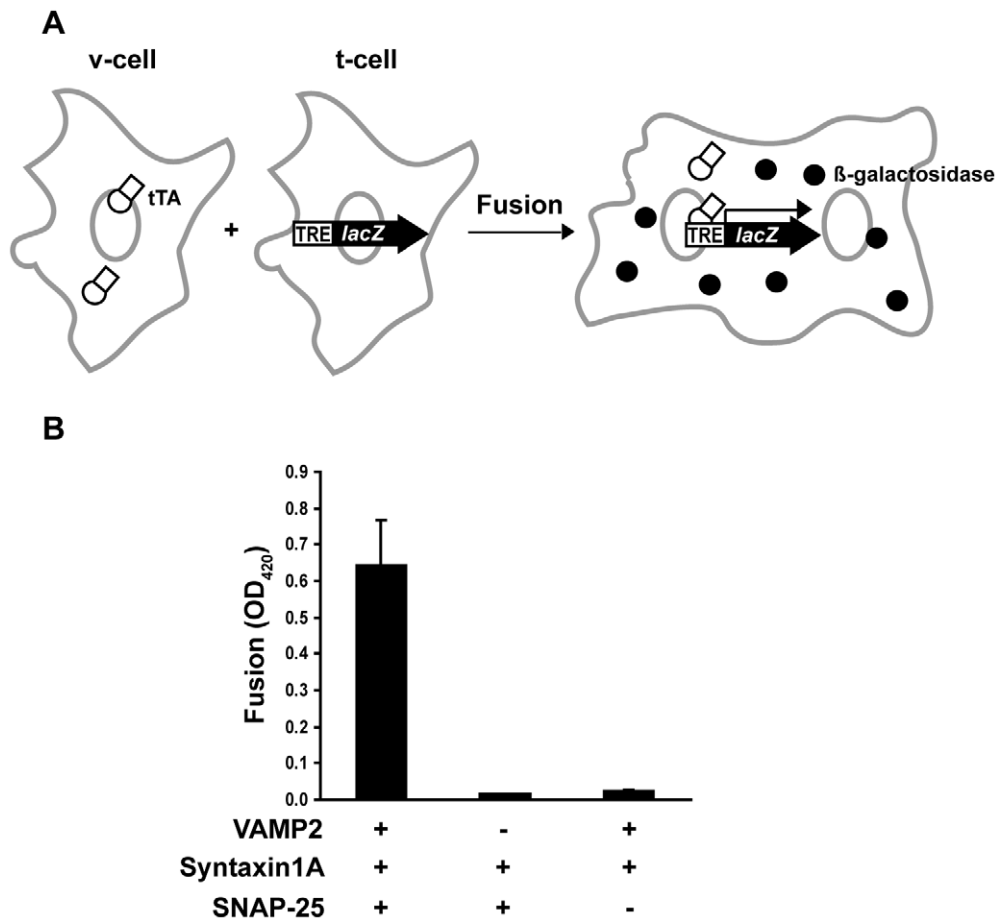 A
v-cell t-cell
tTA
+
TRE lacZ
Fusion
ß-galactosidase
TRE lacZ
B
Fusion (OD420)
0.9
0.8
0.7
0.6
0.5
0.4
0.3
0.2
0.1
0.0
VAMP2 + - +
Syntaxin1A + + +
SNAP-25 + + -